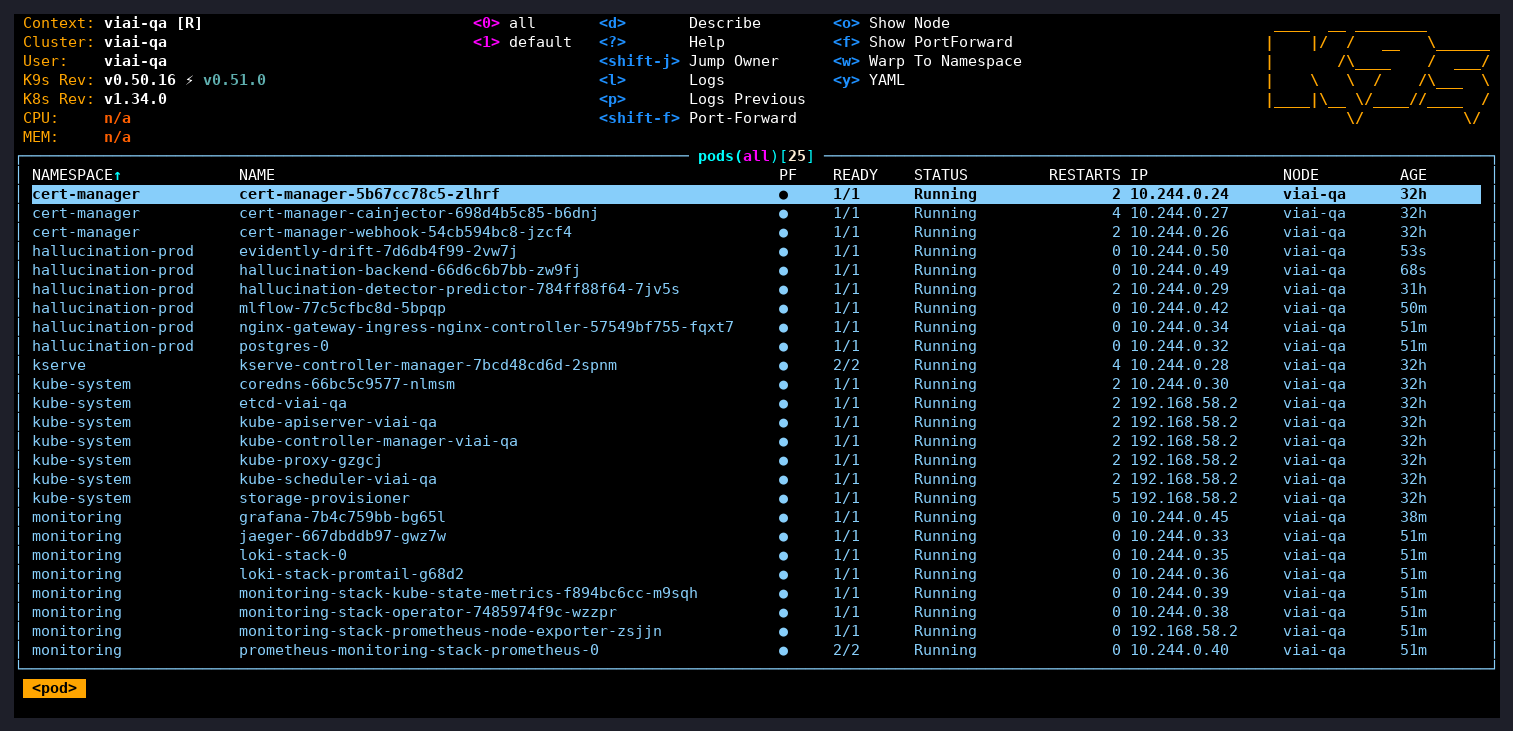 Context: viai-qa [R] <0> all <d> Describe <o> Show Node
Cluster: viai-qa <1> default <?> Help <f> Show PortForward
User: viai-qa <shift-j> Jump Owner <w> Warp To Namespace
K9s Rev: v0.50.16 ⚡ v0.51.0 <l> Logs <y> YAML
K8s Rev: v1.34.0 <p> Logs Previous
CPU: n/a <shift-f> Port-Forward
MEM: n/a
pods(all)[25]
NAMESPACE↑ NAME PF READY STATUS RESTARTS IP NODE AGE
cert-manager cert-manager-5b67cc78c5-zlhrf ● 1/1 Running 2 10.244.0.24 viai-qa 32h
cert-manager cert-manager-cainjector-698d4b5c85-b6dnj ● 1/1 Running 4 10.244.0.27 viai-qa 32h
cert-manager cert-manager-webhook-54cb594bc8-jzcf4 ● 1/1 Running 2 10.244.0.26 viai-qa 32h
hallucination-prod evidently-drift-7d6db4f99-2vw7j ● 1/1 Running 0 10.244.0.50 viai-qa 53s
hallucination-prod hallucination-backend-66d6c6b7bb-zw9fj ● 1/1 Running 0 10.244.0.49 viai-qa 68s
hallucination-prod hallucination-detector-predictor-784ff88f64-7jv5s ● 1/1 Running 2 10.244.0.29 viai-qa 31h
hallucination-prod mlflow-77c5cfbc8d-5bpqp ● 1/1 Running 0 10.244.0.42 viai-qa 50m
hallucination-prod nginx-gateway-ingress-nginx-controller-57549bf755-fqxt7 ● 1/1 Running 0 10.244.0.34 viai-qa 51m
hallucination-prod postgres-0 ● 1/1 Running 0 10.244.0.32 viai-qa 51m
kserve kserve-controller-manager-7bcd48cd6d-2spnm ● 2/2 Running 4 10.244.0.28 viai-qa 32h
kube-system coredns-66bc5c9577-nlmsm ● 1/1 Running 2 10.244.0.30 viai-qa 32h
kube-system etcd-viai-qa ● 1/1 Running 2 192.168.58.2 viai-qa 32h
kube-system kube-apiserver-viai-qa ● 1/1 Running 2 192.168.58.2 viai-qa 32h
kube-system kube-controller-manager-viai-qa ● 1/1 Running 2 192.168.58.2 viai-qa 32h
kube-system kube-proxy-gzgcj ● 1/1 Running 2 192.168.58.2 viai-qa 32h
kube-system kube-scheduler-viai-qa ● 1/1 Running 2 192.168.58.2 viai-qa 32h
kube-system storage-provisioner ● 1/1 Running 5 192.168.58.2 viai-qa 32h
monitoring grafana-7b4c759bb-bg65l ● 1/1 Running 0 10.244.0.45 viai-qa 38m
monitoring jaeger-667dbddb97-gwz7w ● 1/1 Running 0 10.244.0.33 viai-qa 51m
monitoring loki-stack-0 ● 1/1 Running 0 10.244.0.35 viai-qa 51m
monitoring loki-stack-promtail-g68d2 ● 1/1 Running 0 10.244.0.36 viai-qa 51m
monitoring monitoring-stack-kube-state-metrics-f894bc6cc-m9sqh ● 1/1 Running 0 10.244.0.39 viai-qa 51m
monitoring monitoring-stack-operator-7485974f9c-wzzpr ● 1/1 Running 0 10.244.0.38 viai-qa 51m
monitoring monitoring-stack-prometheus-node-exporter-zsjjn ● 1/1 Running 0 192.168.58.2 viai-qa 51m
monitoring prometheus-monitoring-stack-prometheus-0 ● 2/2 Running 0 10.244.0.40 viai-qa 51m
<pod>